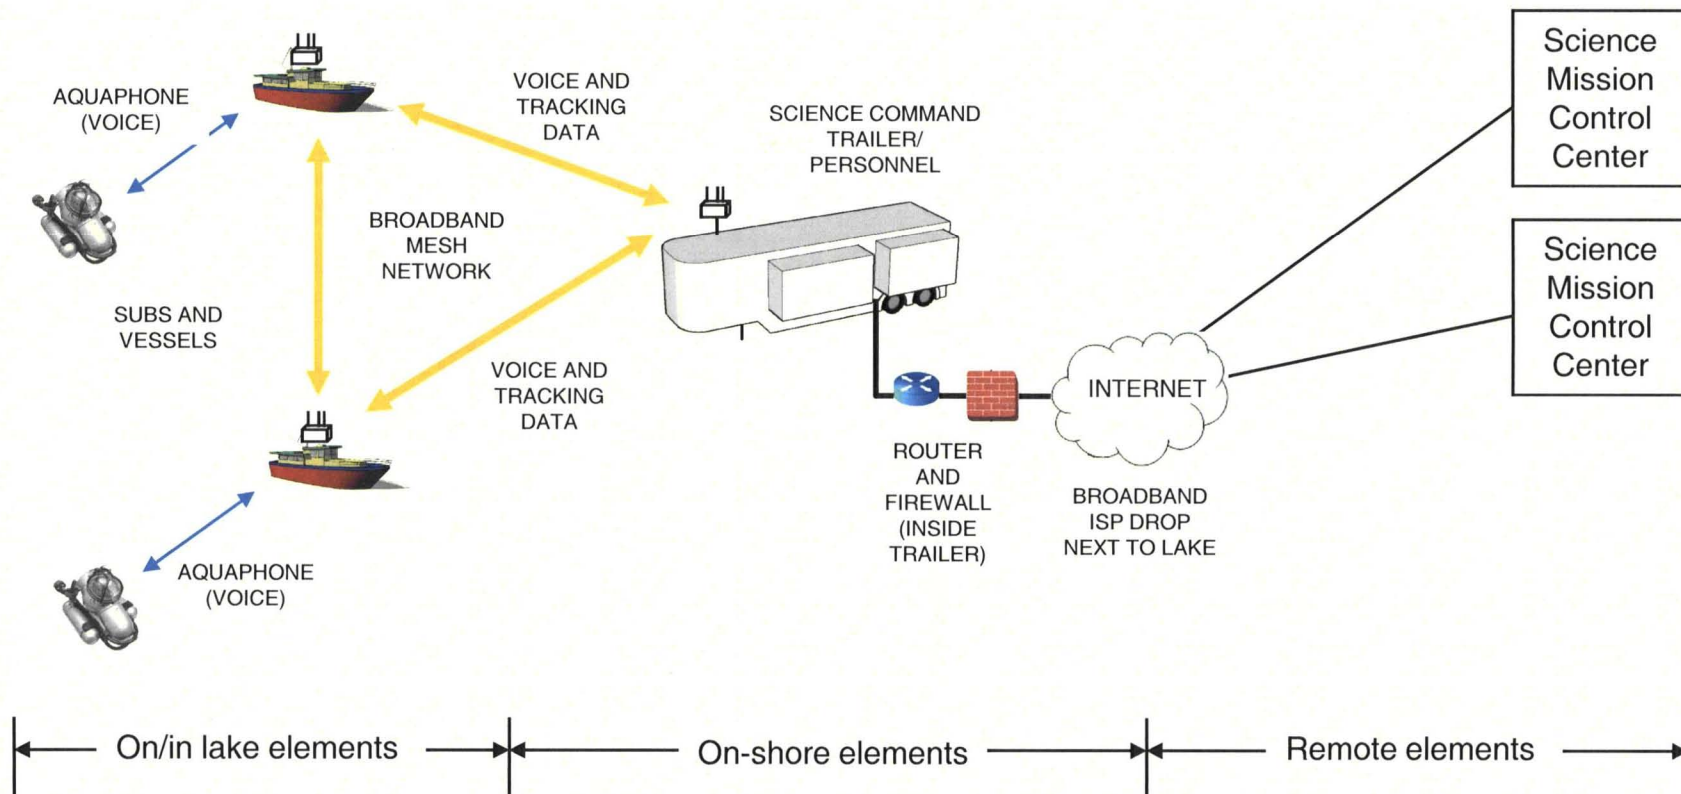 AQUAPHONE
(VOICE)
VOICE AND
TRACKING
DATA
SCIENCE COMMAND
TRAILER/
PERSONNEL
Science
Mission
Control
Center
BROADBAND
MESH
NETWORK
SUBS AND
VESSELS
Science
Mission
Control
Center
VOICE AND
TRACKING
DATA
INTERNET
ROUTER
AND
FIREWALL
(INSIDE
TRAILER)
BROADBAND
ISP DROP
NEXT TO LAKE
AQUAPHONE
(VOICE)
On/in lake elements
On-shore elements
Remote elements